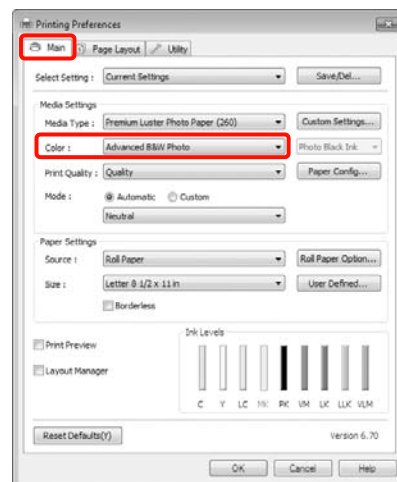 Printing Preferences
Main Page Layout Utility
Select Setting : Current Settings Save/Del...
Media Settings
Media Type : Premium Luster Photo Paper (260) Custom Settings...
Color : Advanced B&W Photo Photo Black Ink
Print Quality : Quality Paper Config...
Mode : Automatic Custom
Neutral
Paper Settings
Source : Roll Paper Roll Paper Option...
Size : Letter 8 1/2 x 11 in User Defined...
Borderless
Ink Levels
Print Preview
Layout Manager
C Y LC MK PK VM LK LLK VLM
Reset Defaults(Y) Version 6.70
OK Cancel Help